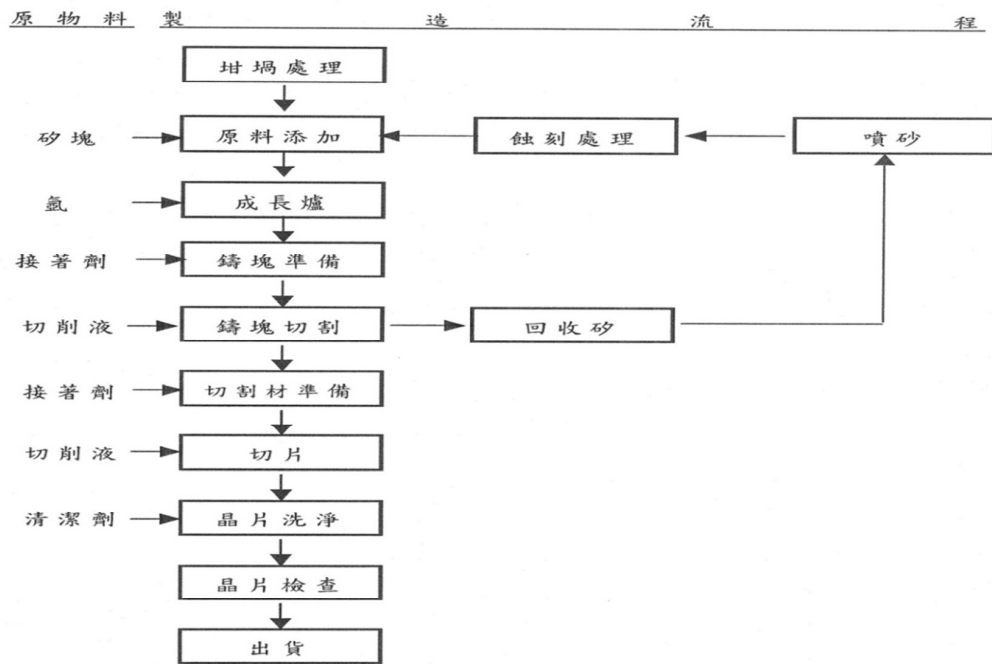 原物料 製造流程
坩堝處理
矽塊 原料添加 蝕刻處理 噴砂
氬 成長爐
接著劑 鑄塊準備
切削液 鑄塊切割 回收矽
接著劑 切割材準備
切削液 切片
清潔劑 晶片洗淨
晶片檢查
出貨